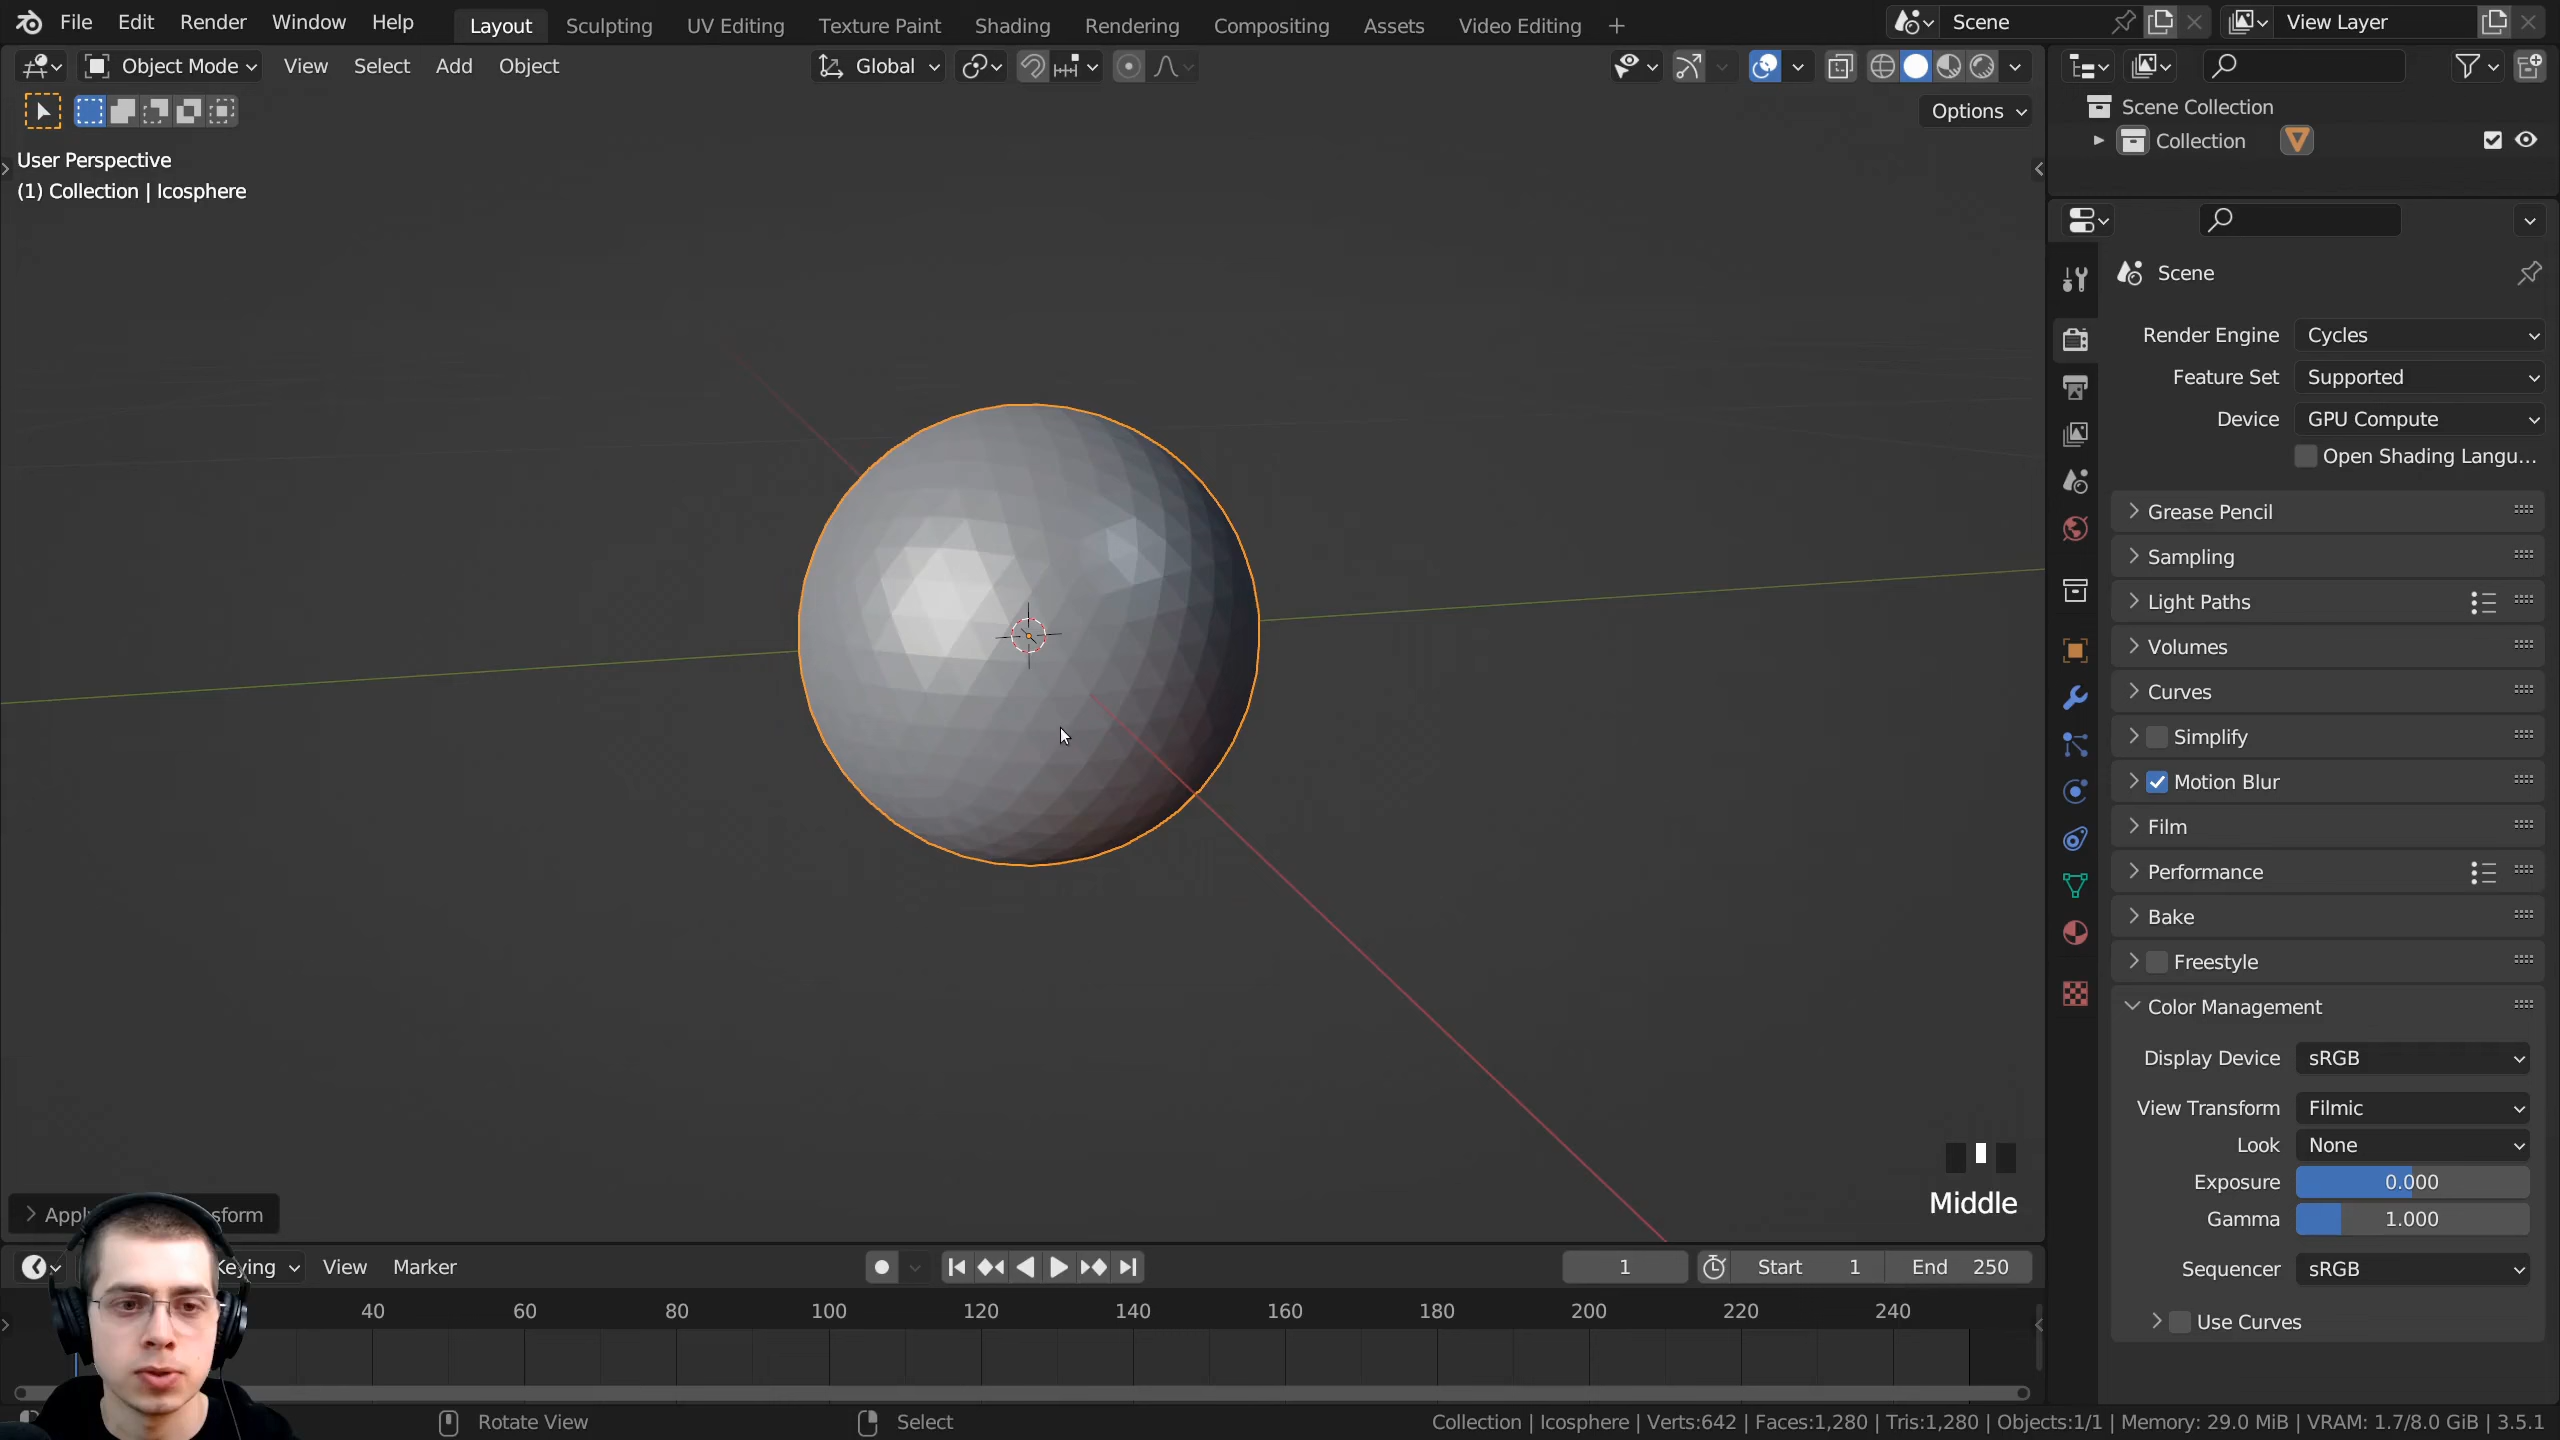 File Edit Render Window Help Layout Sculpting UV Editing Texture Paint Shading Rendering Compositing Assets Video Editing + Scene View Layer
Object Mode View Select Add Object Global
Options
User Perspective
(1) Collection | Icosphere
Scene Collection
Collection
Scene
Render Engine Cycles
Feature Set Supported
Device GPU Compute
Open Shading Langu...
Grease Pencil
Sampling
Light Paths
Volumes
Curves
Simplify
Motion Blur
Film
Performance
Bake
Freestyle
Color Management
Display Device sRGB
View Transform Filmic
Look None
Exposure 0.000
Gamma 1.000
Sequencer sRGB
Use Curves
Middle
Keying View Marker 1 Start 1 End 250
40 60 80 100 120 140 160 180 200 220 240
Rotate View Select Collection | Icosphere | Verts:642 | Faces:1,280 | Tris:1,280 | Objects:1/1 | Memory: 29.0 MiB | VRAM: 1.7/8.0 GiB | 3.5.1